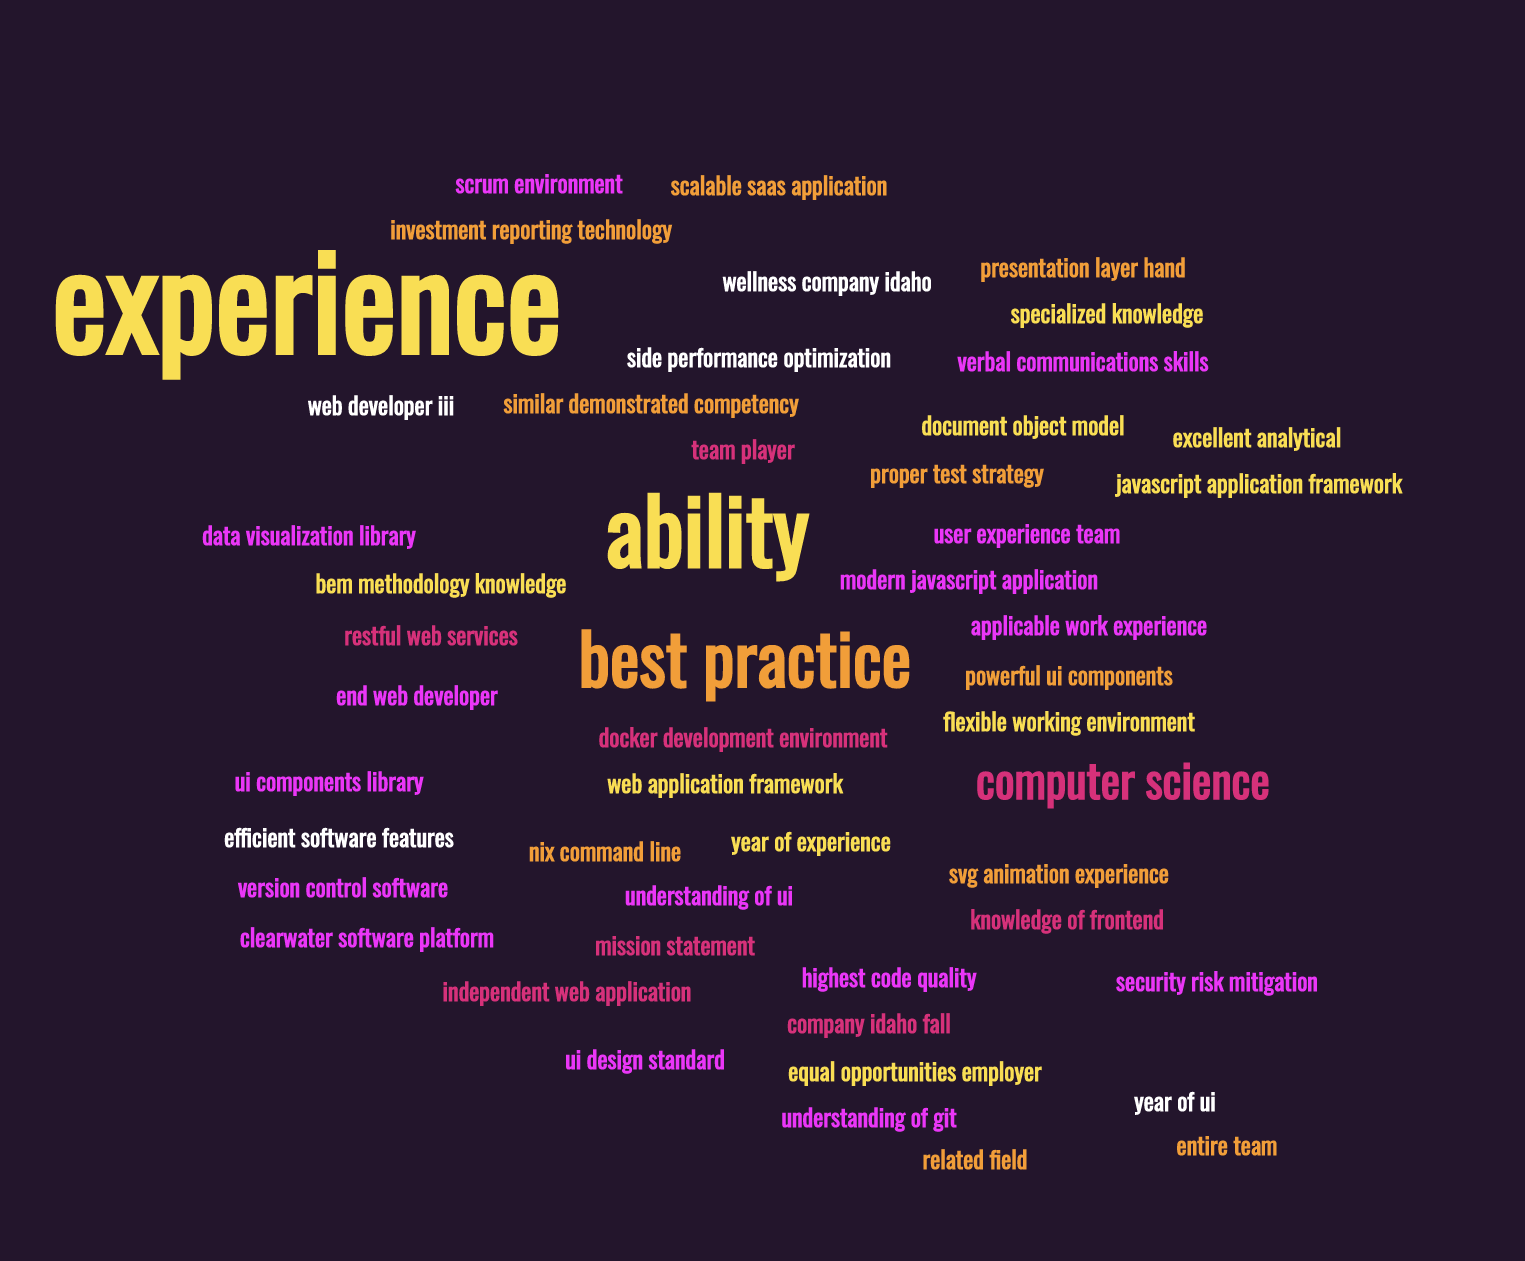 scrum environment
scalable saas application
investment reporting technology
experience
wellness company idaho
presentation layer hand
specialized knowledge
side performance optimization
verbal communications skills
web developer iii
similar demonstrated competency
document object model
excellent analytical
team player
proper test strategy
javascript application framework
ability
data visualization library
user experience team
bem methodology knowledge
modern javascript application
restful web services
applicable work experience
best practice
powerful ui components
end web developer
flexible working environment
docker development environment
ui components library
web application framework
computer science
efficient software features
nix command line
year of experience
svg animation experience
version control software
understanding of ui
knowledge of frontend
clearwater software platform
mission statement
highest code quality
security risk mitigation
independent web application
company idaho fall
ui design standard
equal opportunities employer
year of ui
understanding of git
entire team
related field